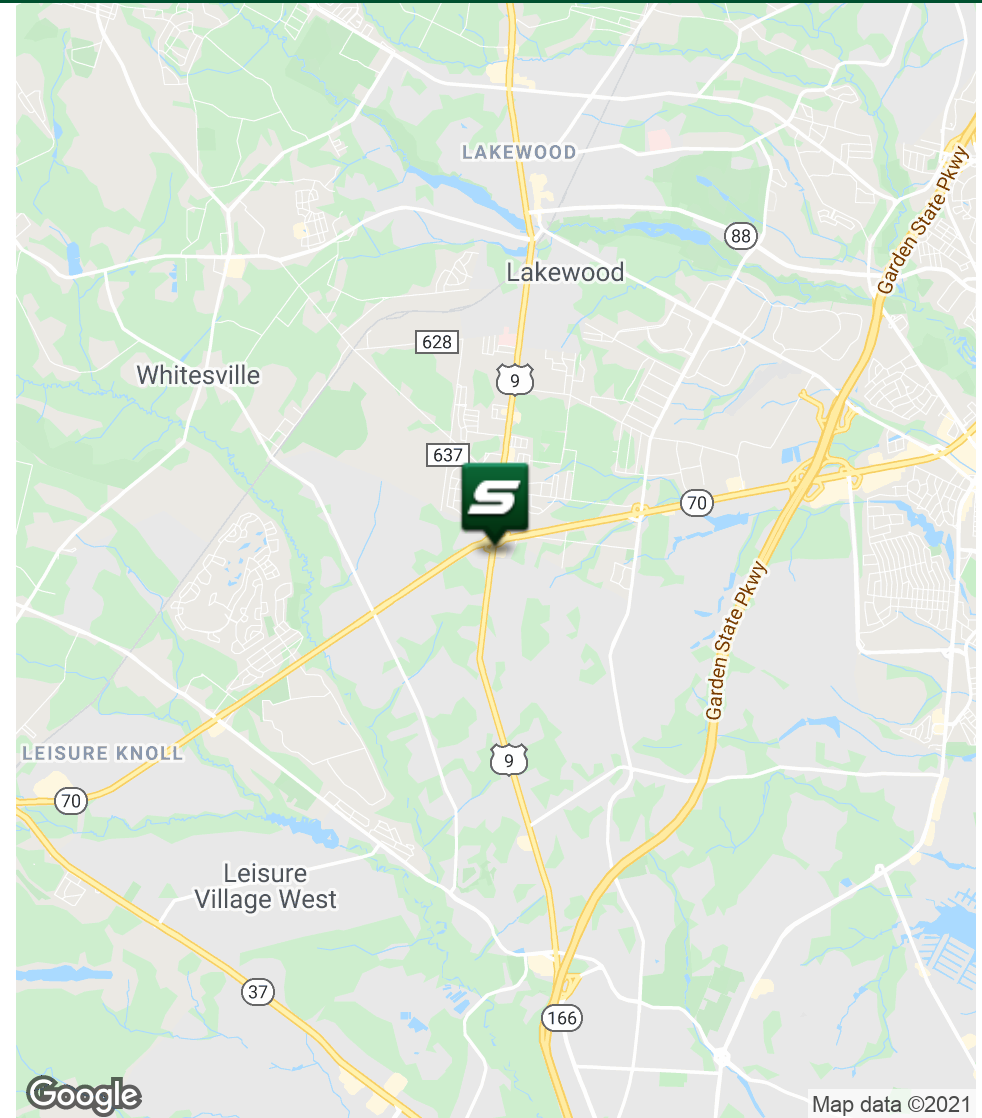 LAKEWOOD
Garden State Pkwy
88
Lakewood
628
Whitesville
9
637
S
70
Garden State Pkwy
LEISURE KNOLL
9
70
Leisure
Village West
37
166
Google
Map data ©2021